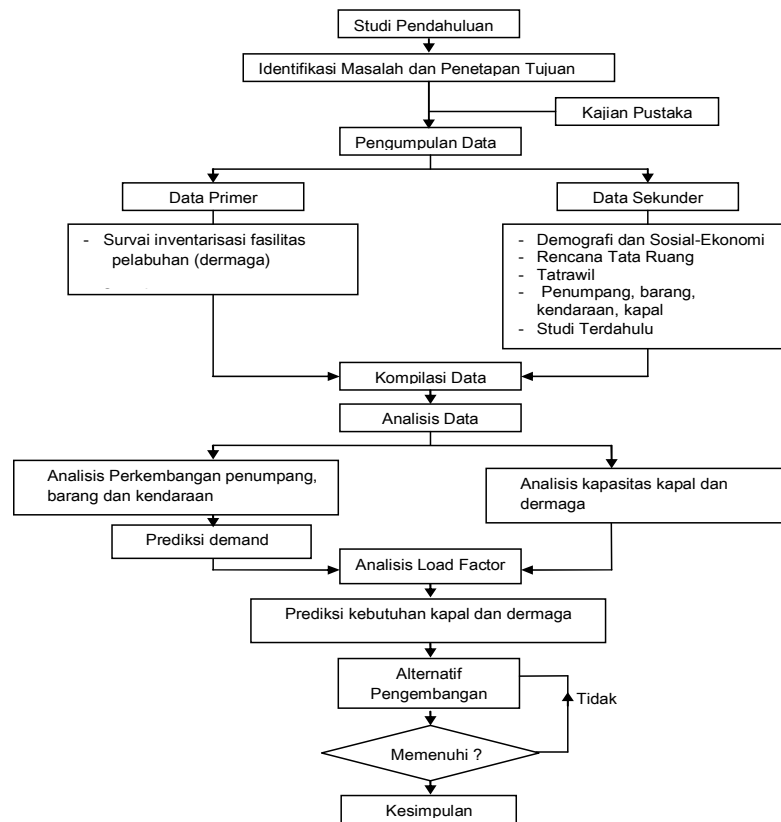 Studi Pendahuluan
Identifikasi Masalah dan Penetapan Tujuan
Kajian Pustaka
Pengumpulan Data
Data Primer
Data Sekunder
- Survai inventarisasi fasilitas
pelabuhan (dermaga)
- Demografi dan Sosial-Ekonomi
- Rencana Tata Ruang
- Tatrawil
- Penumpang, barang,
kendaraan, kapal
- Studi Terdahulu
Kompilasi Data
Analisis Data
Analisis Perkembangan penumpang,
barang dan kendaraan
Analisis kapasitas kapal dan
dermaga
Prediksi demand
Analisis Load Factor
Prediksi kebutuhan kapal dan dermaga
Alternatif
Pengembangan
Tidak
Memenuhi ?
Kesimpulan